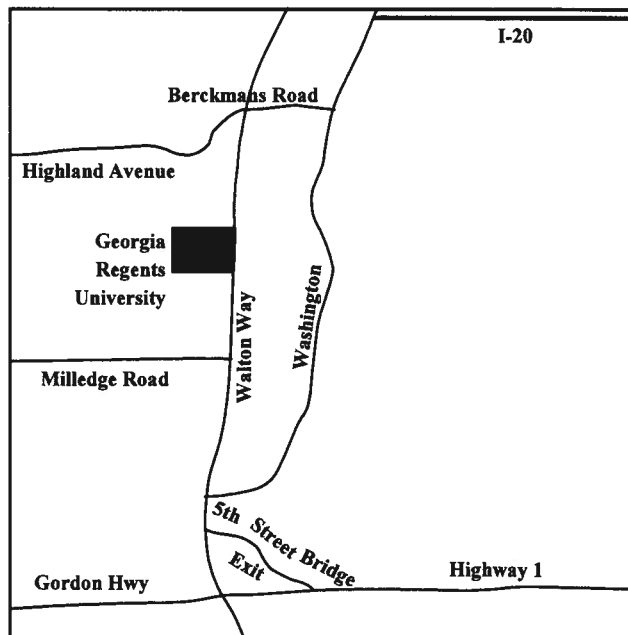 I-20
Berckmans Road
Highland Avenue
Georgia
Regents
University
Walton Way
Washington
Milledge Road
5th Street Bridge
Exit
Gordon Hwy
Highway 1